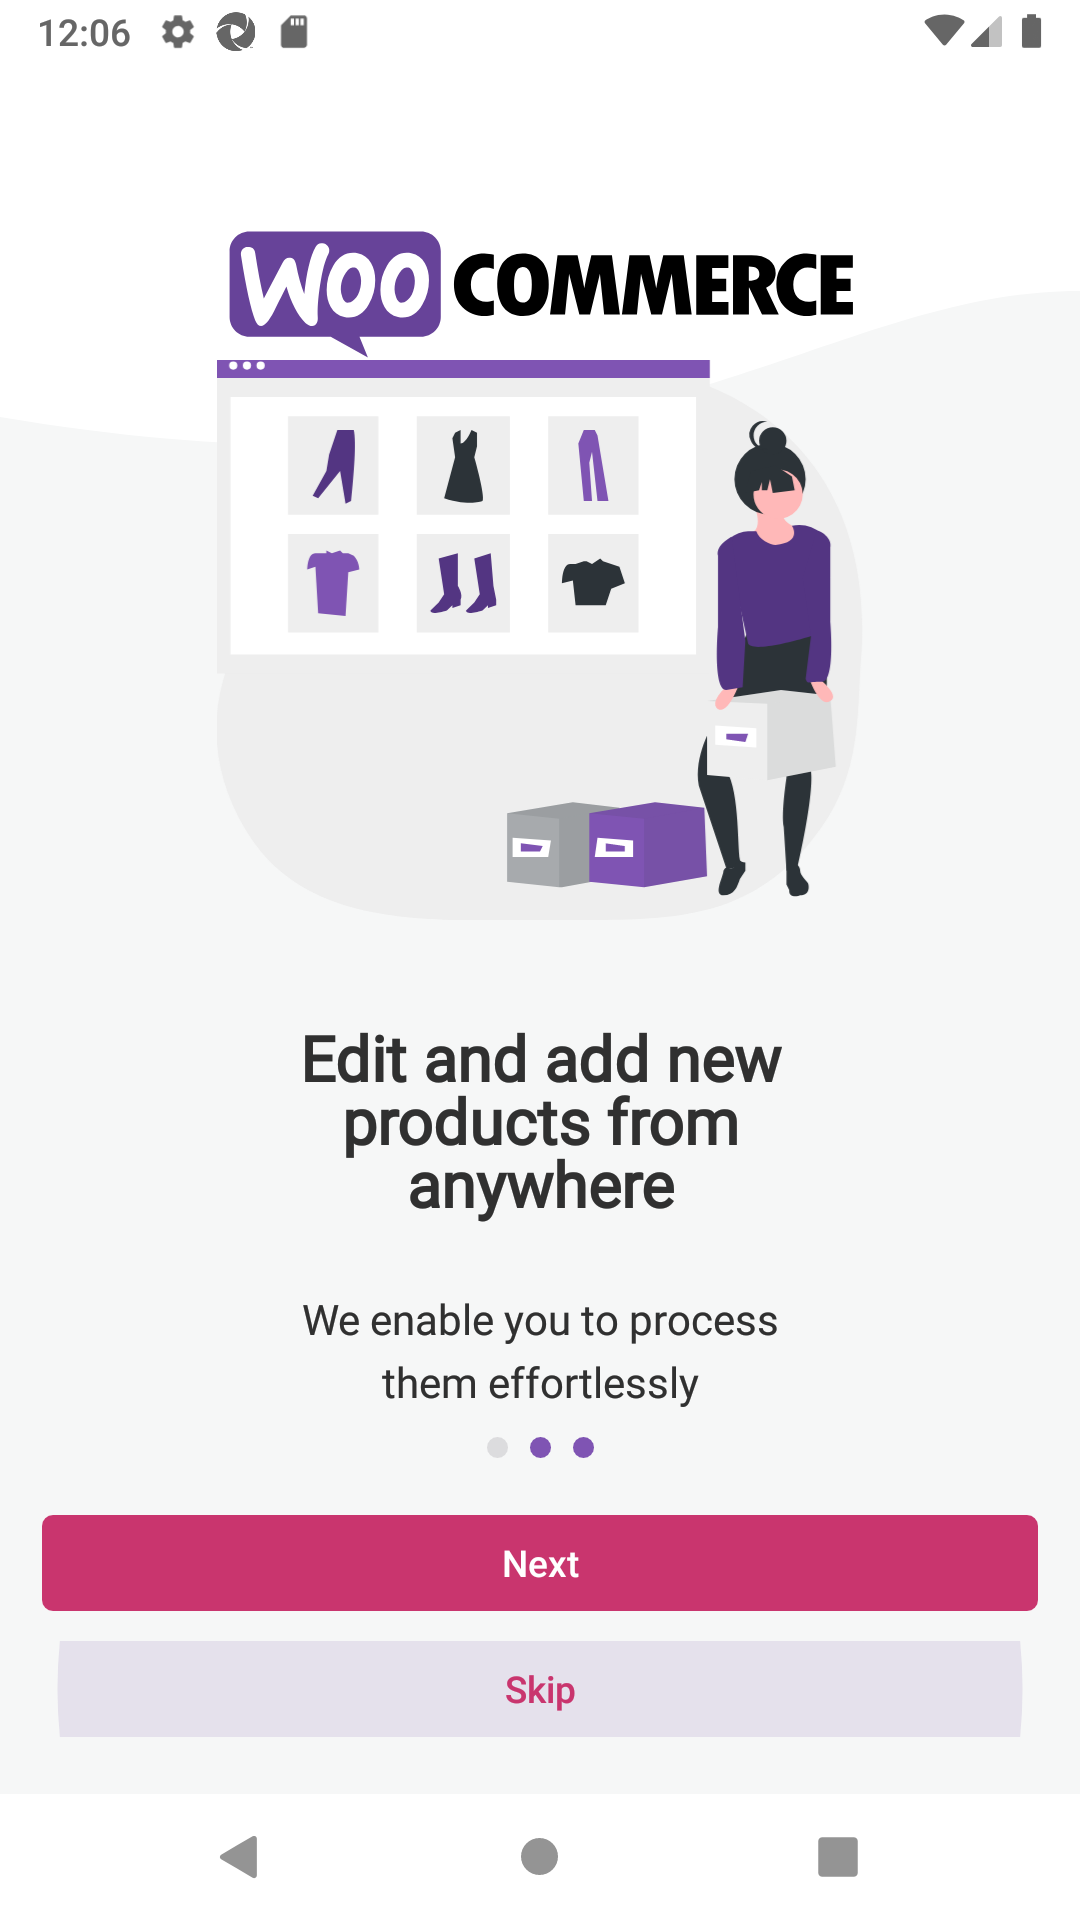 12:06
WOO COMMERCE
Edit and add new
products from
anywhere
We enable you to process
them effortlessly
Next
Skip